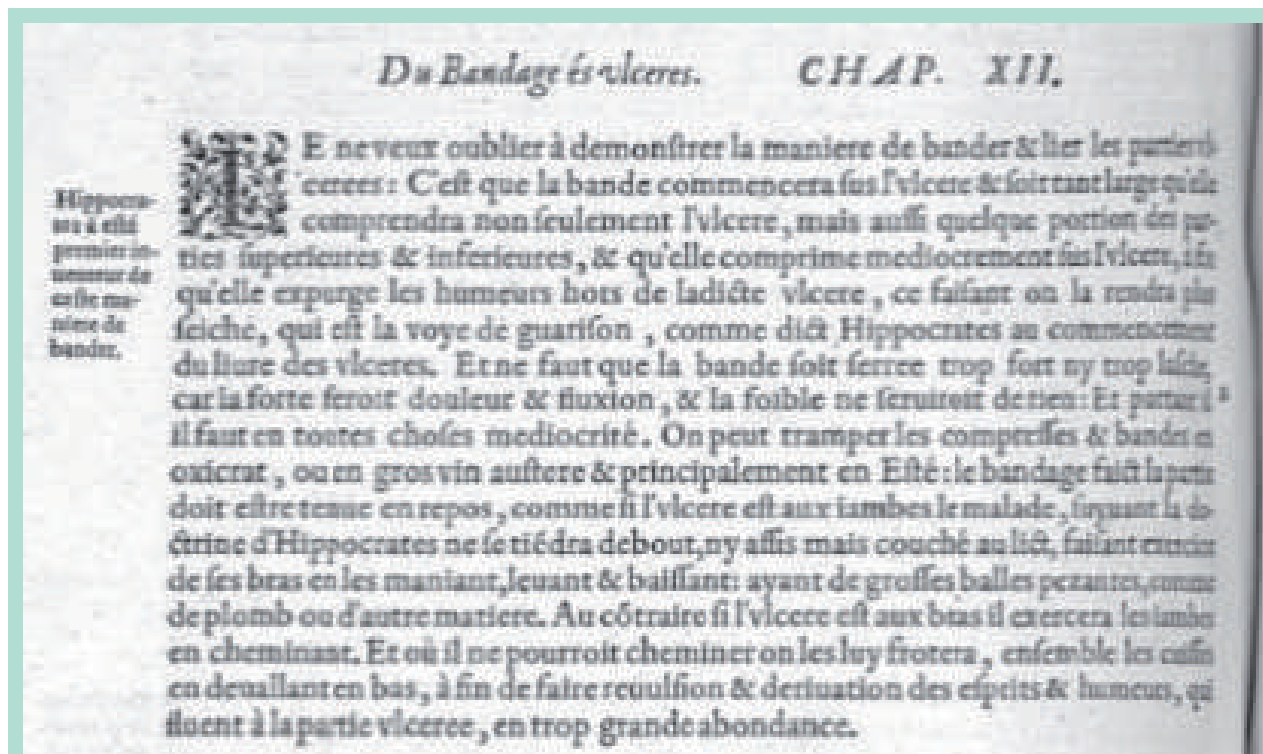 Du Bandage és vlceres. CHAP. XII.
IE ne veux oublier à demonſtrer la maniere de bander & lier les parties vl-
cerees: C'eſt que la bande commencera ſus l'vlcere & ſoit tant large qu'elle
comprendra non ſeulement l'vlcere, mais auſſi quelque portion des par-
ties ſuperieures & inferieures, & qu'elle comprime mediocrement ſus l'vlcere, à fin
qu'elle expurge les humeurs hors de ladicte vlcere, ce faiſant on la rendra plus
ſeiche, qui eſt la voye de guariſon, comme dict Hippocrates au commencement
du liure des vlceres. Et ne faut que la bande ſoit ſerree trop fort ny trop laſche,
car la forte feroit douleur & fluxion, & la foible ne ſeruiroit de rien: Et partant
il faut en toutes choſes mediocrité. On peut tramper les compreſſes & bandes en
oxicrat, ou en gros vin auſtere & principalement en Eſté: le bandage faict la partie
doit eſtre tenue en repos, comme ſi l'vlcere eſt aux iambes le malade, ſuyuant la do-
ctrine d'Hippocrates ne ſe tiēdra debout, ny aſſis mais couché au lict, faiſant exercice
de ſes bras en les maniant, leuant & baiſſant: ayant de groſſes balles pezantes, comme
de plomb ou d'autre matiere. Au cōtraire ſi l'vlcere eſt aux bras il exercera les iambes
en cheminant. Et où il ne pourroit cheminer on les luy frotera, enſemble les cuiſſes
en deuallant en bas, à fin de faire reuulſion & deriuation des eſprits & humeurs, qui
fluent à la partie vlceree, en trop grande abondance.
Hippocra-
tes a eſté
premier in-
uenteur de
ceſte ma-
niere de
bander.